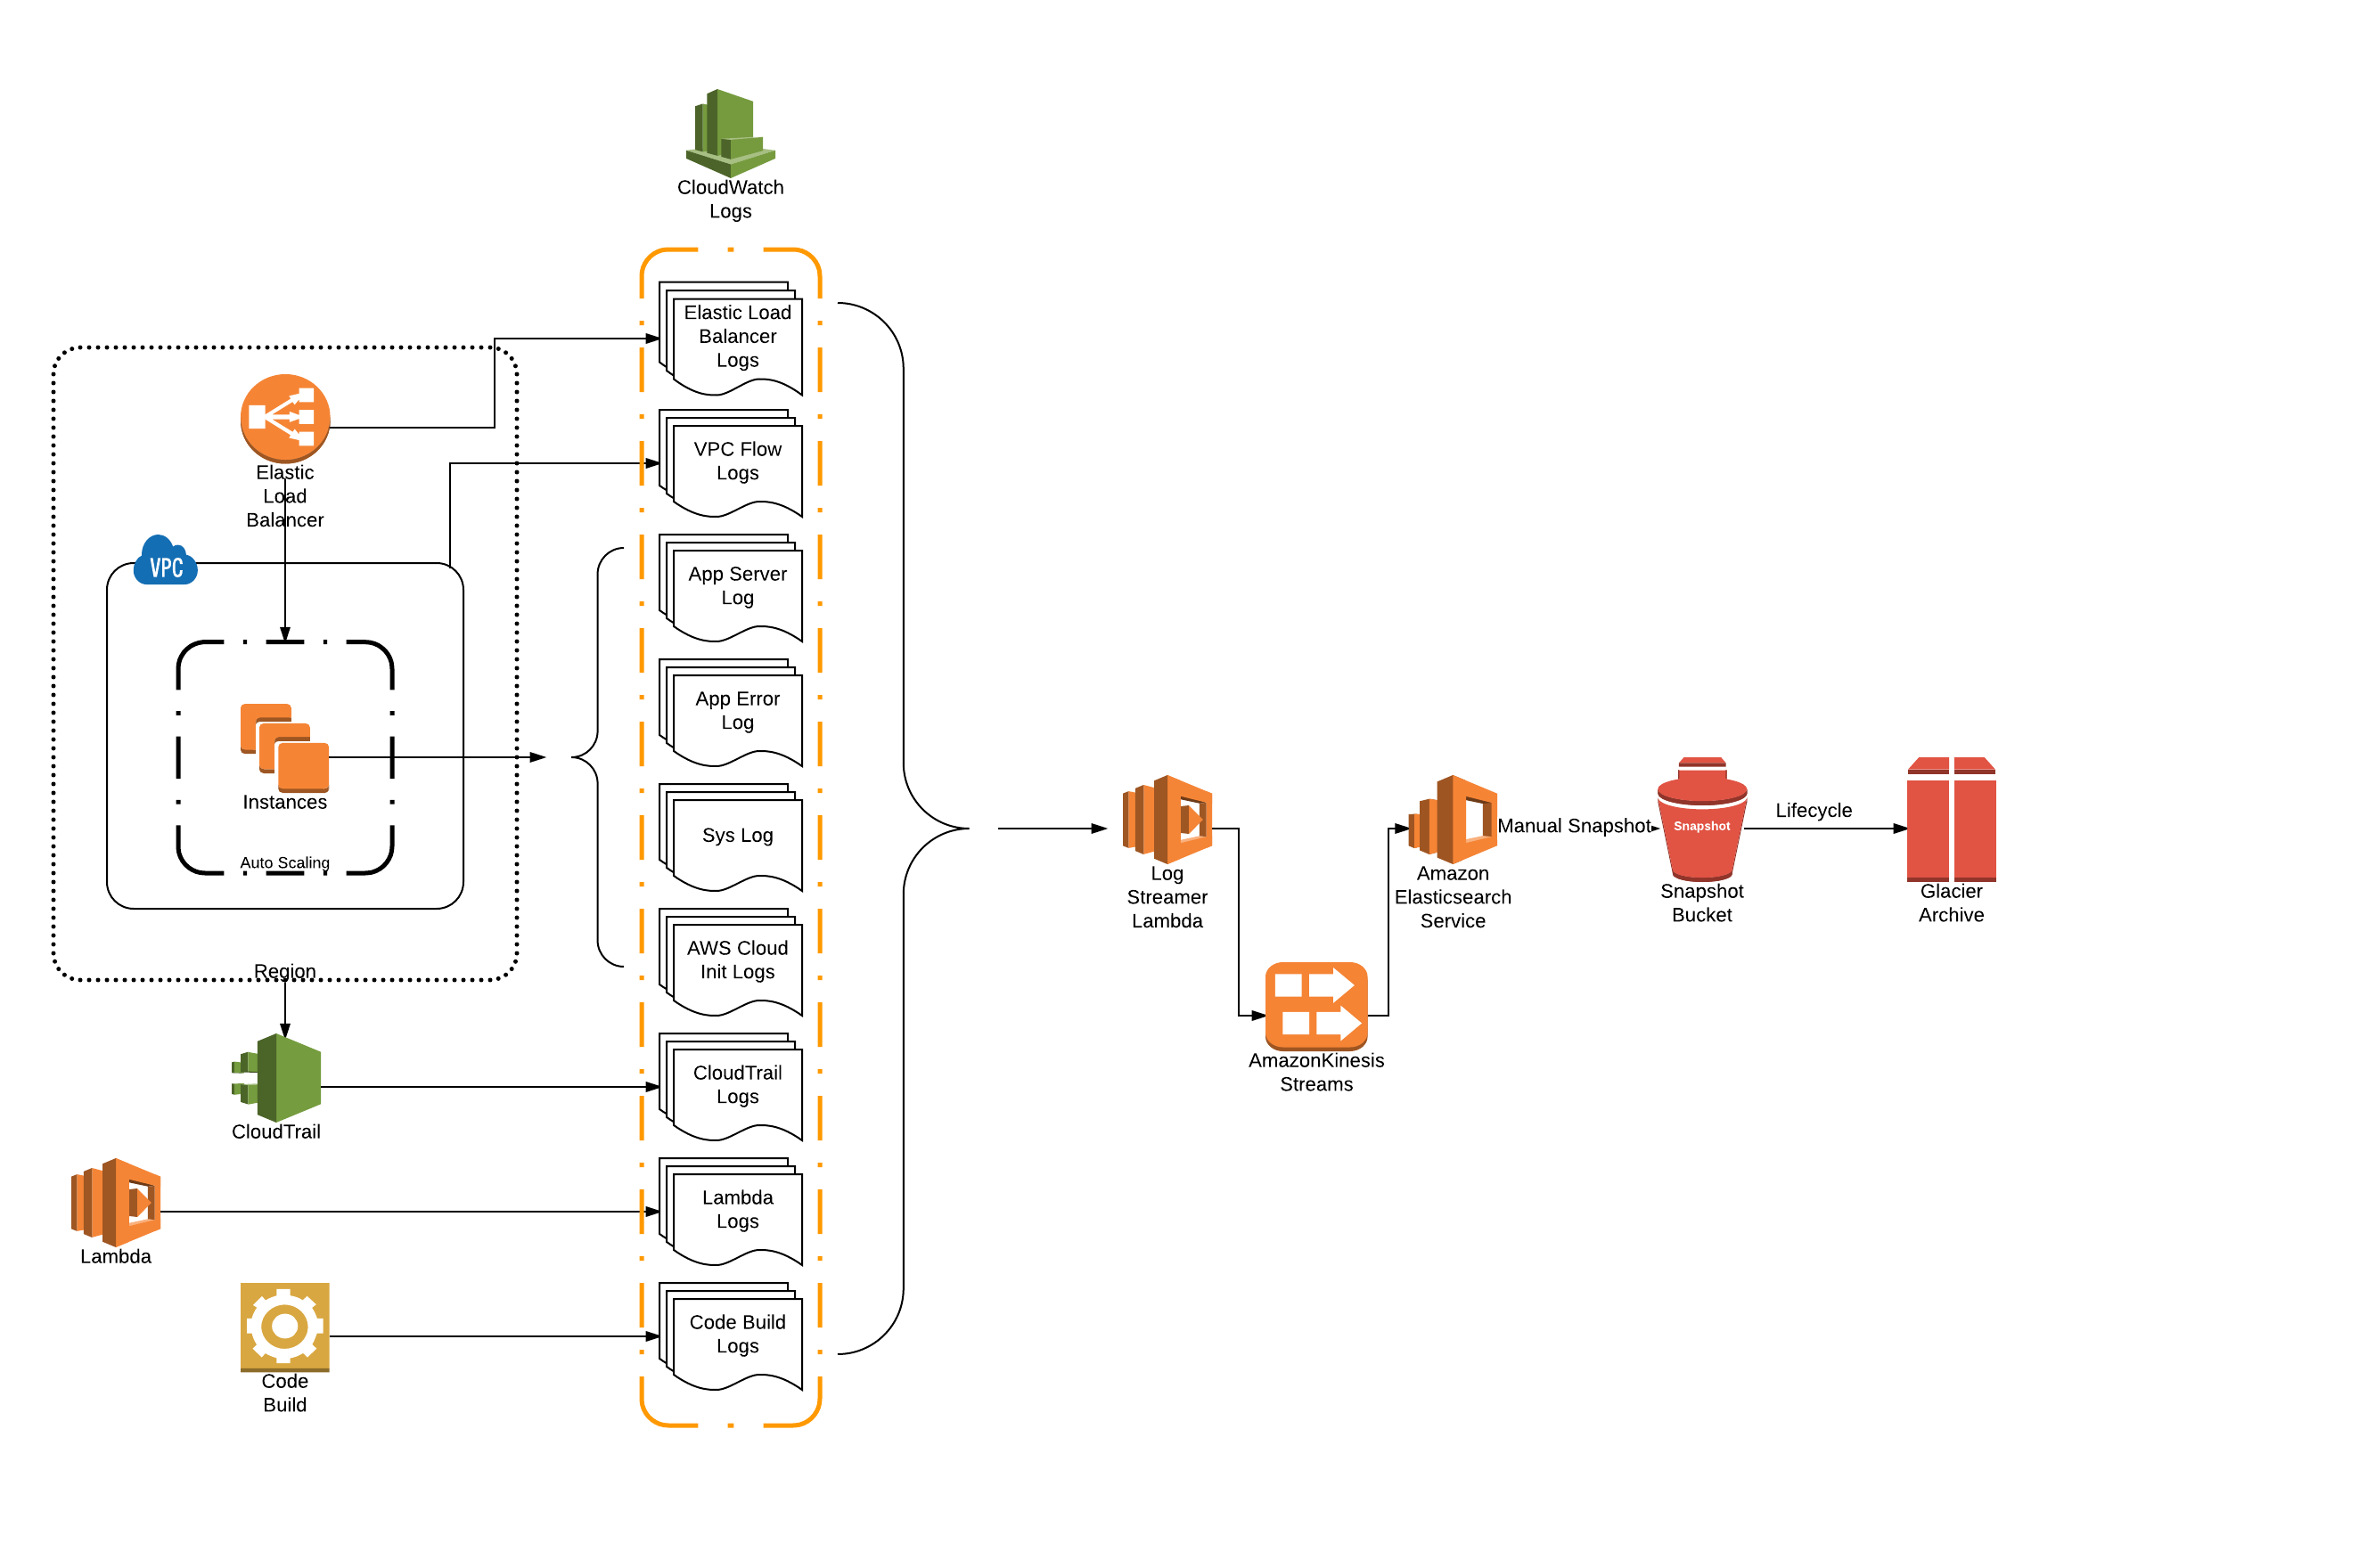 CloudWatch
Logs
Elastic Load
Balancer
Logs
VPC Flow
Logs
App Server
Log
App Error
Log
Sys Log
AWS Cloud
Init Logs
CloudTrail
Logs
Lambda
Logs
Code Build
Logs
Elastic
Load
Balancer
VPC
Instances
Auto Scaling
Region
CloudTrail
Lambda
Code
Build
Log
Streamer
Lambda
AmazonKinesis
Streams
Amazon
Elasticsearch
Service
Manual Snapshot
Snapshot
Snapshot
Bucket
Lifecycle
Glacier
Archive